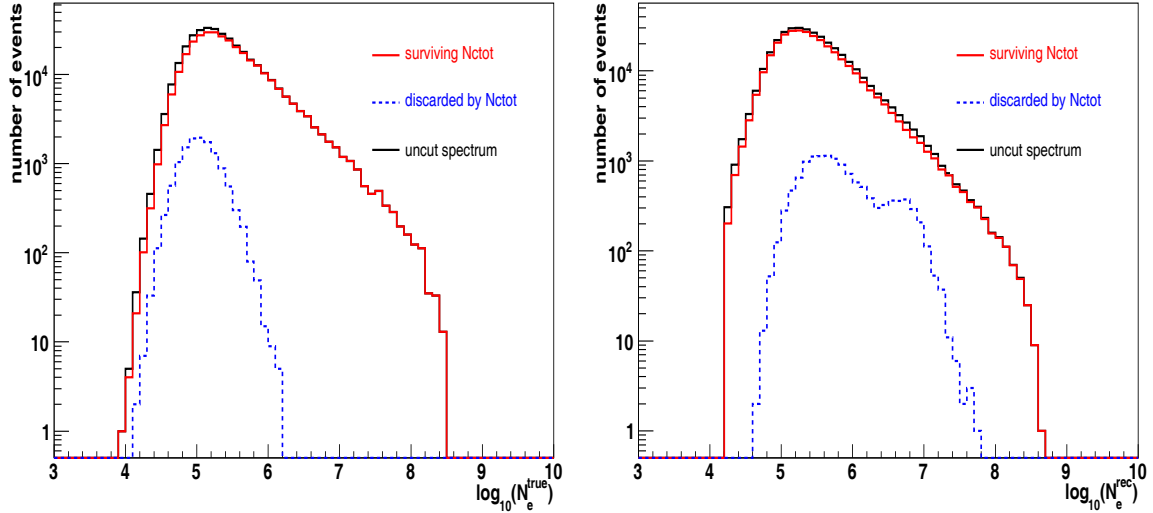 number of events
10^4
10^3
10^2
10
1
surviving Nctot
discarded by Nctot
uncut spectrum
3 4 5 6 7 8 9 10
log10(N_e^true)
number of events
10^4
10^3
10^2
10
1
surviving Nctot
discarded by Nctot
uncut spectrum
3 4 5 6 7 8 9 10
log10(N_e^rec)